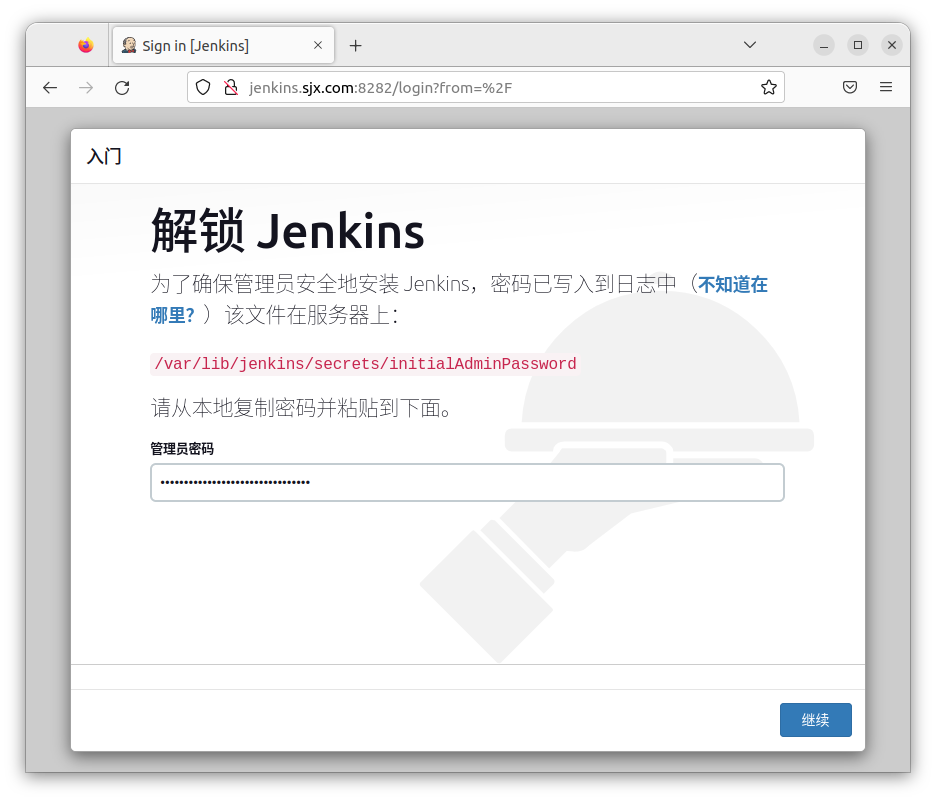 Sign in [Jenkins]
jenkins.sjx.com:8282/login?from=%2F
入门
解锁 Jenkins
为了确保管理员安全地安装 Jenkins，密码已写入到日志中（不知道在
哪里？）该文件在服务器上：
/var/lib/jenkins/secrets/initialAdminPassword
请从本地复制密码并粘贴到下面。
管理员密码
继续